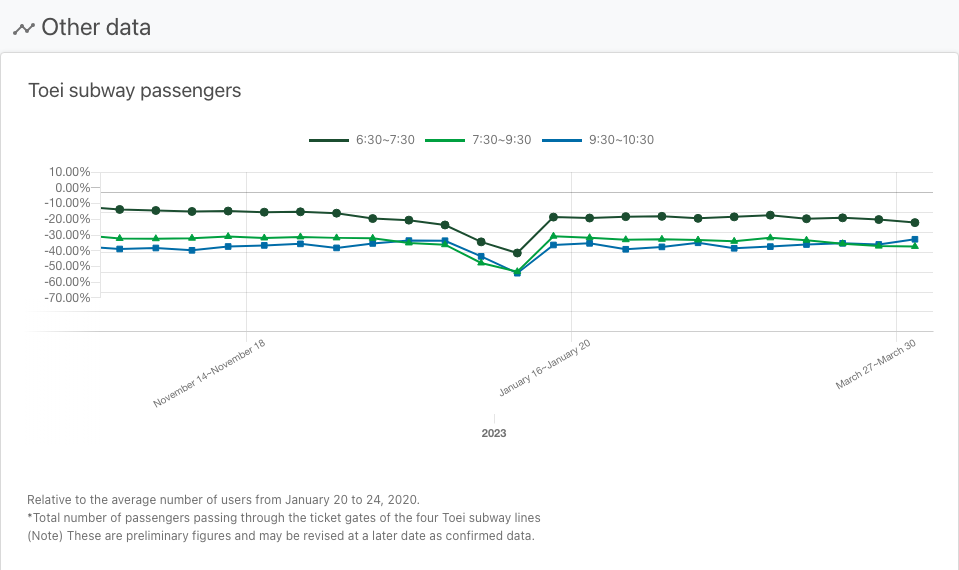 Other data
Toei subway passengers
6:30~7:30 7:30~9:30 9:30~10:30
10.00%
0.00%
-10.00%
-20.00%
-30.00%
-40.00%
-50.00%
-60.00%
-70.00%
November 14~November 18
January 16~January 20
March 27~March 30
2023
Relative to the average number of users from January 20 to 24, 2020.
*Total number of passengers passing through the ticket gates of the four Toei subway lines
(Note) These are preliminary figures and may be revised at a later date as confirmed data.